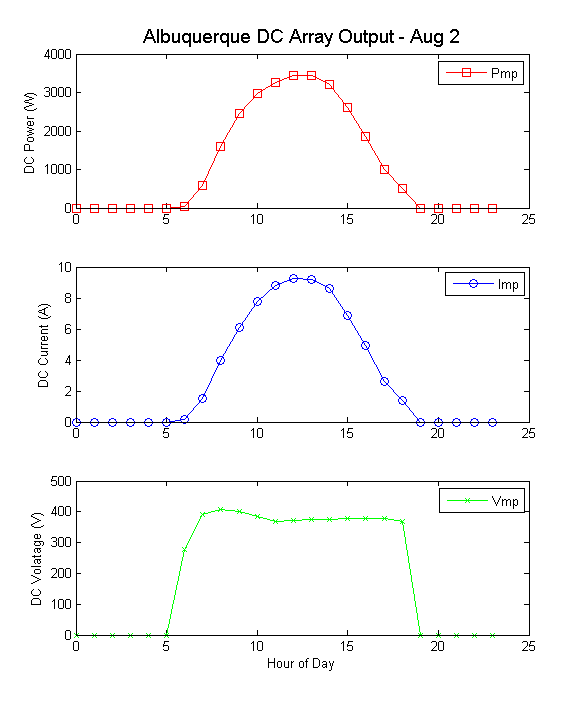 Albuquerque DC Array Output - Aug 2
4000
3000
2000
1000
0
DC Power (W)
Pmp
0 5 10 15 20 25
10
8
6
4
2
0
DC Current (A)
Imp
0 5 10 15 20 25
500
400
300
200
100
0
DC Volatage (V)
Vmp
0 5 10 15 20 25
Hour of Day